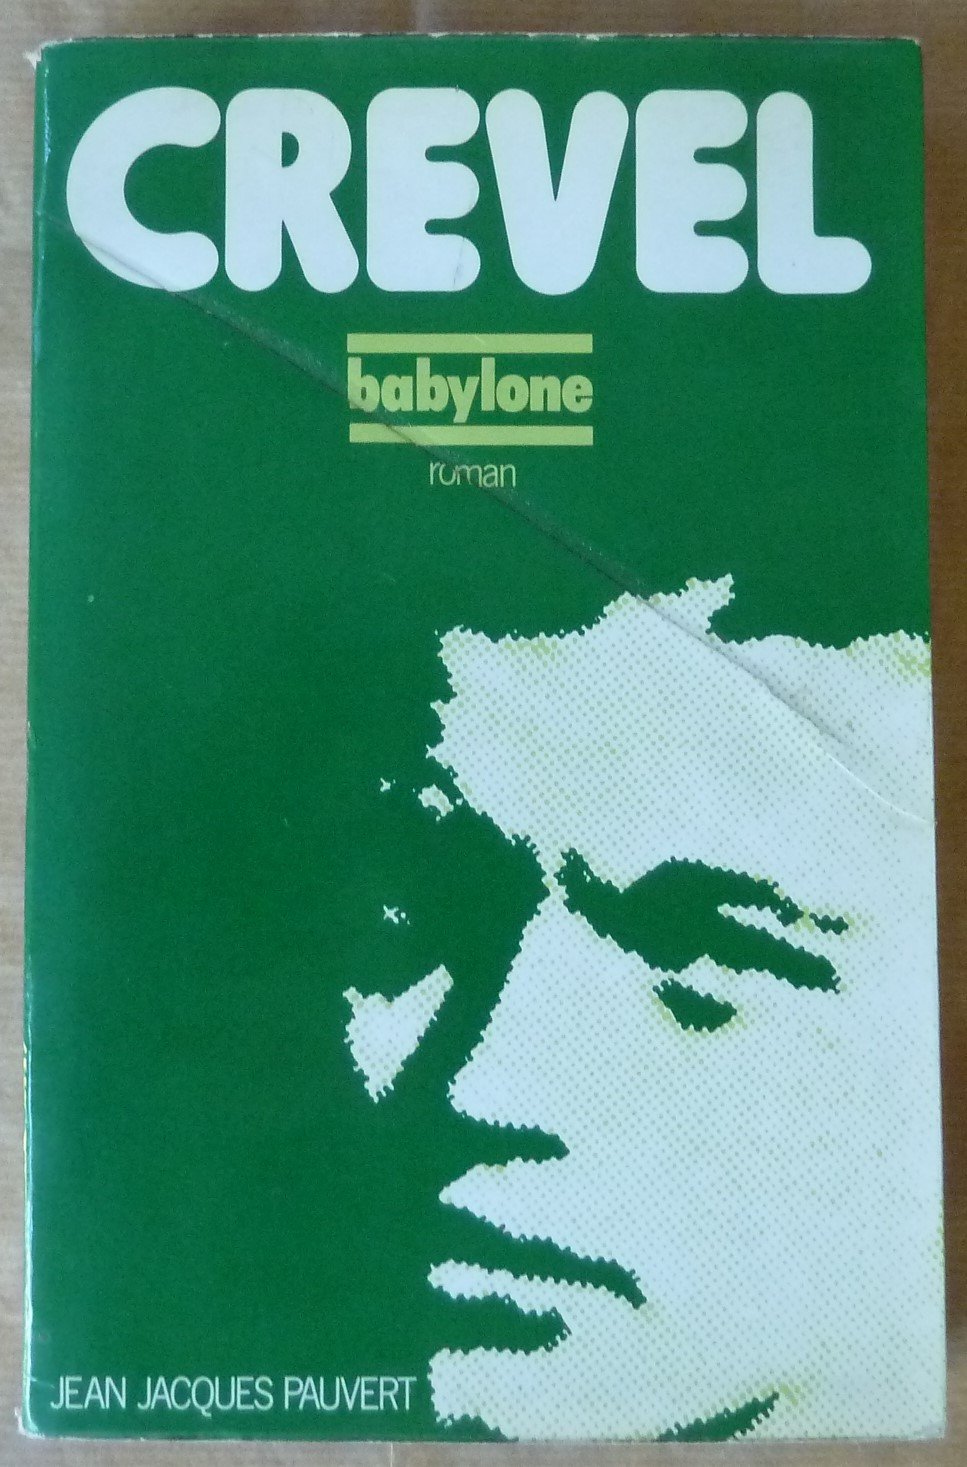 CREVEL
babylone
roman
JEAN JACQUES PAUVERT